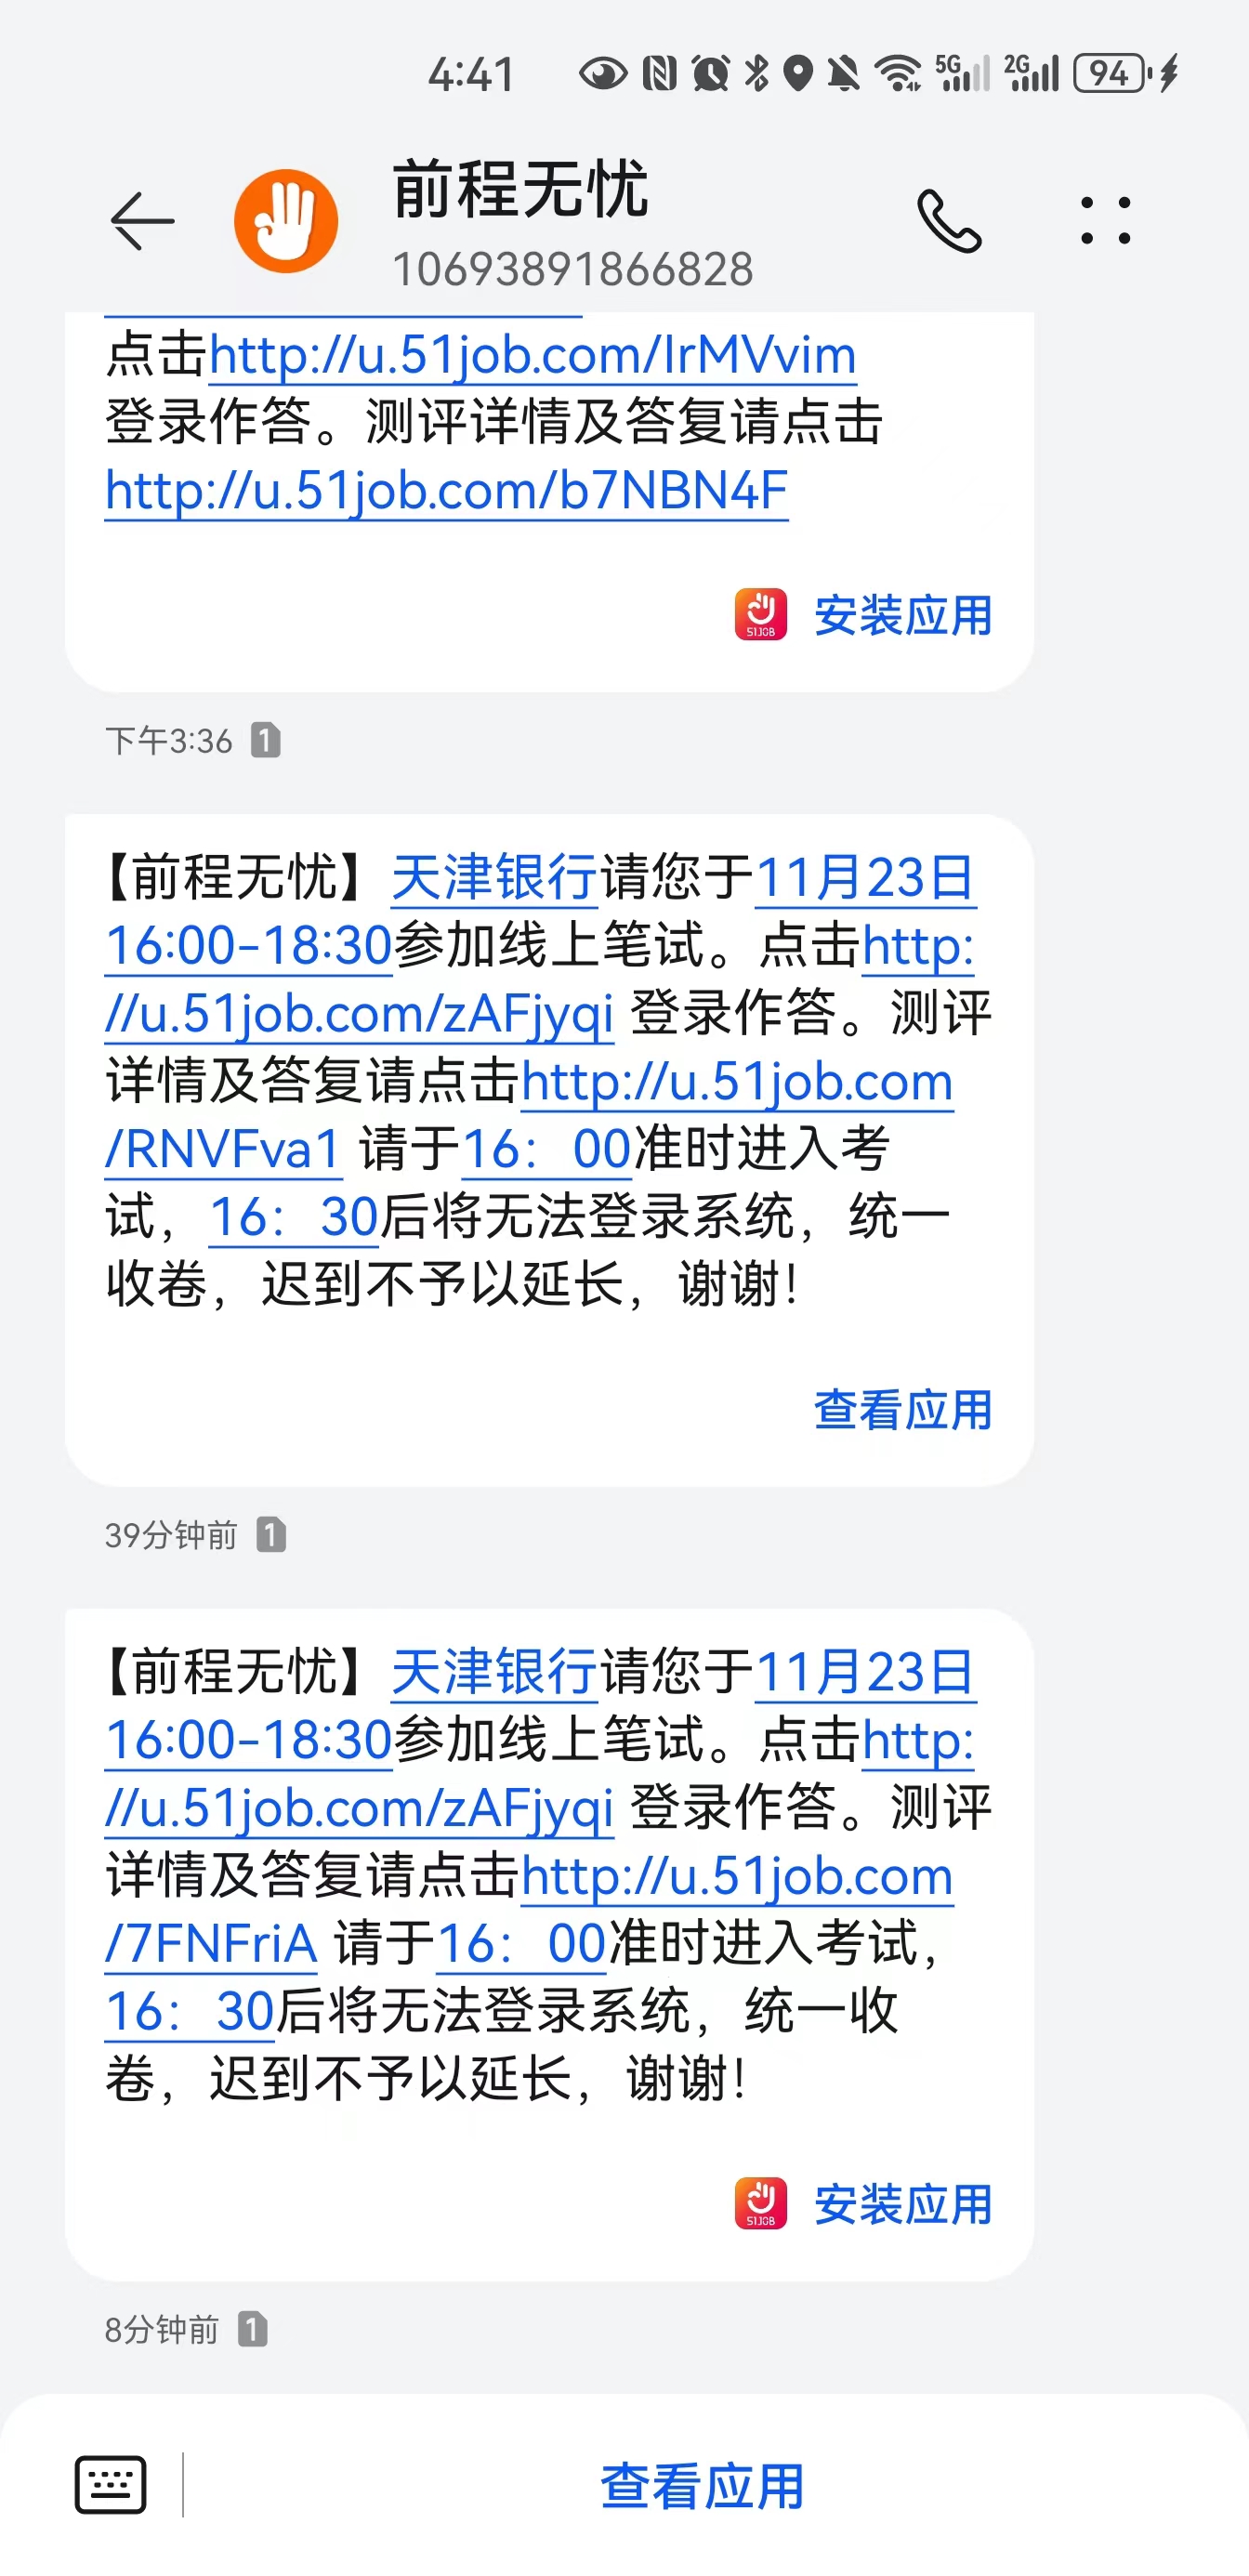 4:41
5G
2G
94
前程无忧
10693891866828
点击http://u.51job.com/IrMVvim
登录作答。测评详情及答复请点击
http://u.51job.com/b7NBN4F
51JOB
安装应用
下午3:36 1
【前程无忧】天津银行请您于11月23日
16:00-18:30参加线上笔试。点击http:
//u.51job.com/zAFjyqi 登录作答。测评
详情及答复请点击http://u.51job.com
/RNVFva1 请于16：00准时进入考
试，16：30后将无法登录系统，统一
收卷，迟到不予以延长，谢谢！
查看应用
39分钟前 1
【前程无忧】天津银行请您于11月23日
16:00-18:30参加线上笔试。点击http:
//u.51job.com/zAFjyqi 登录作答。测评
详情及答复请点击http://u.51job.com
/7FNFriA 请于16：00准时进入考试，
16：30后将无法登录系统，统一收
卷，迟到不予以延长，谢谢！
51JOB
安装应用
8分钟前 1
查看应用